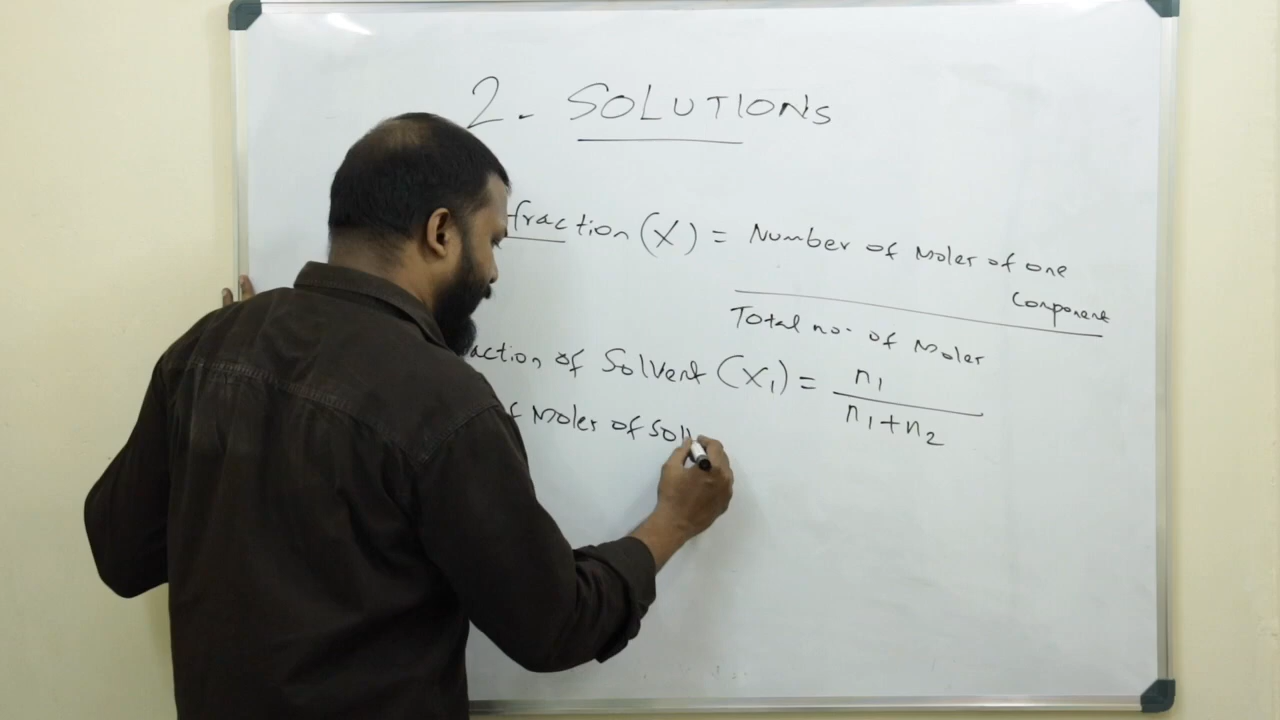 2. SOLUTIONS
fraction (X) = Number of moles of one
component
Total no. of moles
action of Solvent (X₁) = n₁
n₁+n₂
f moles of Solv